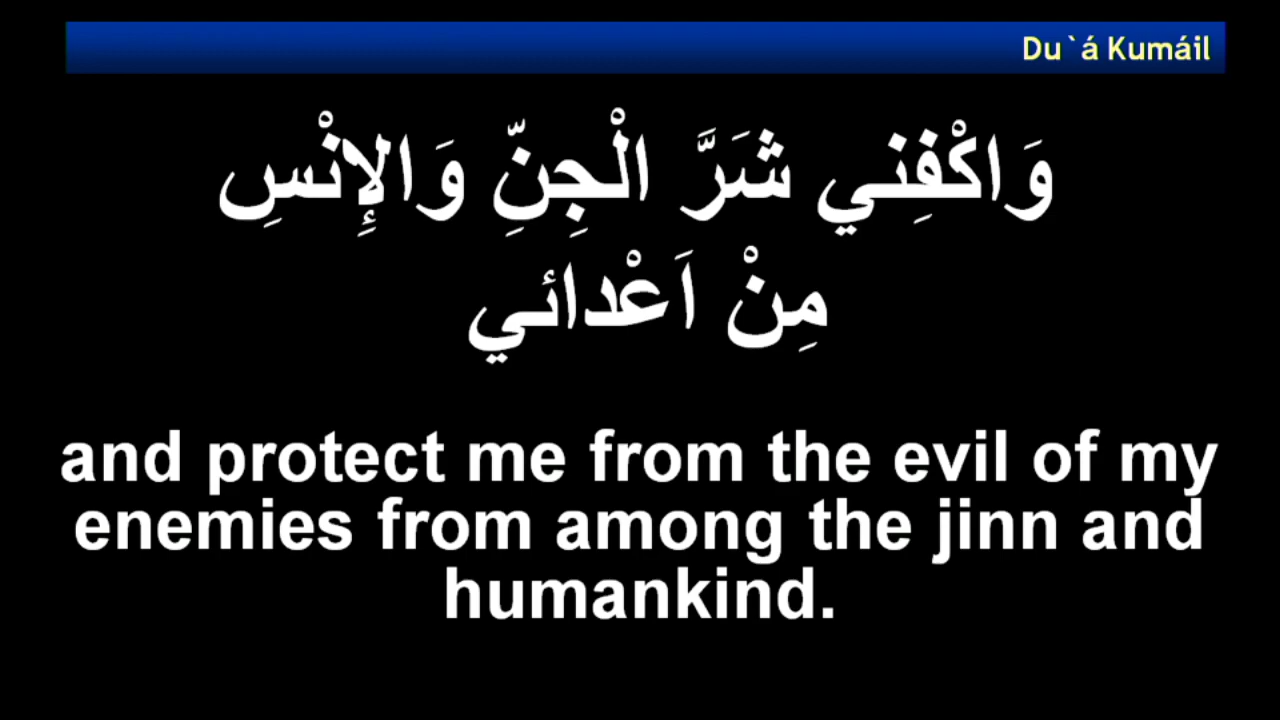 Du`á Kumáil
وَاكْفِنِي شَرَّ الْجِنِّ وَالإِنْسِ
مِنْ اَعْدائي
and protect me from the evil of my
enemies from among the jinn and
humankind.